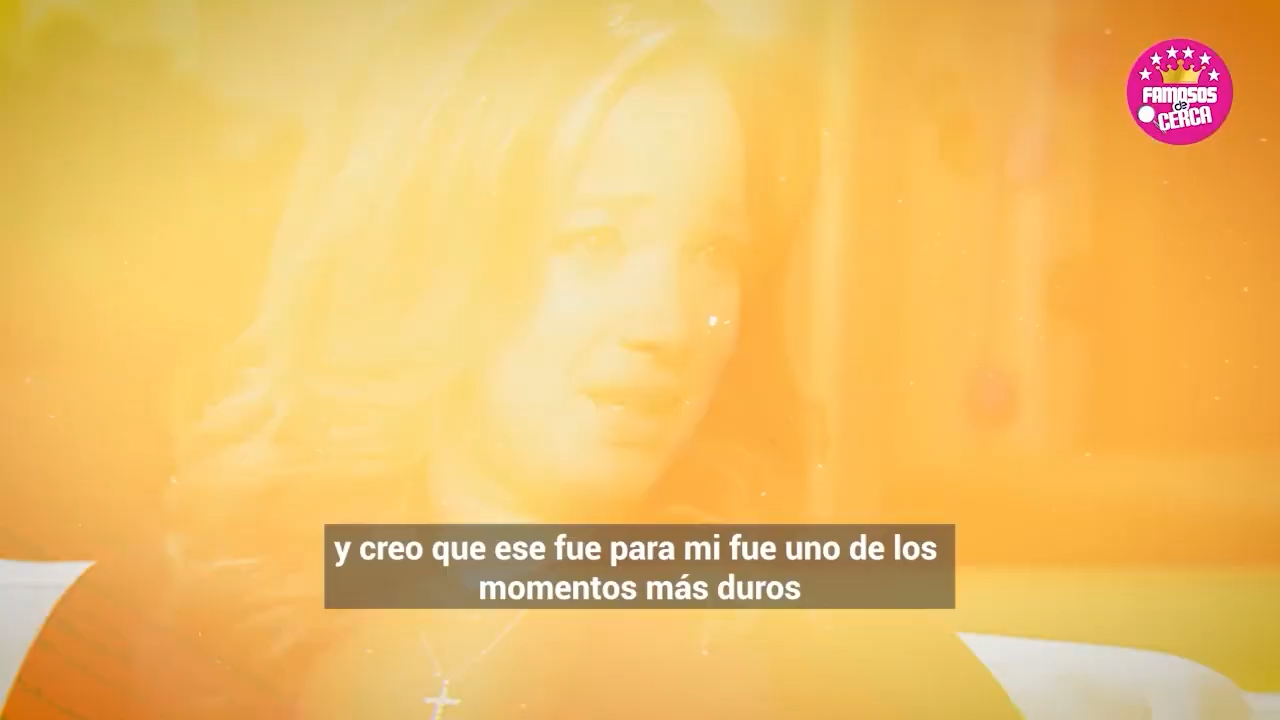 FAMOSOS
de
CERCA
y creo que ese fue para mi fue uno de los
momentos más duros